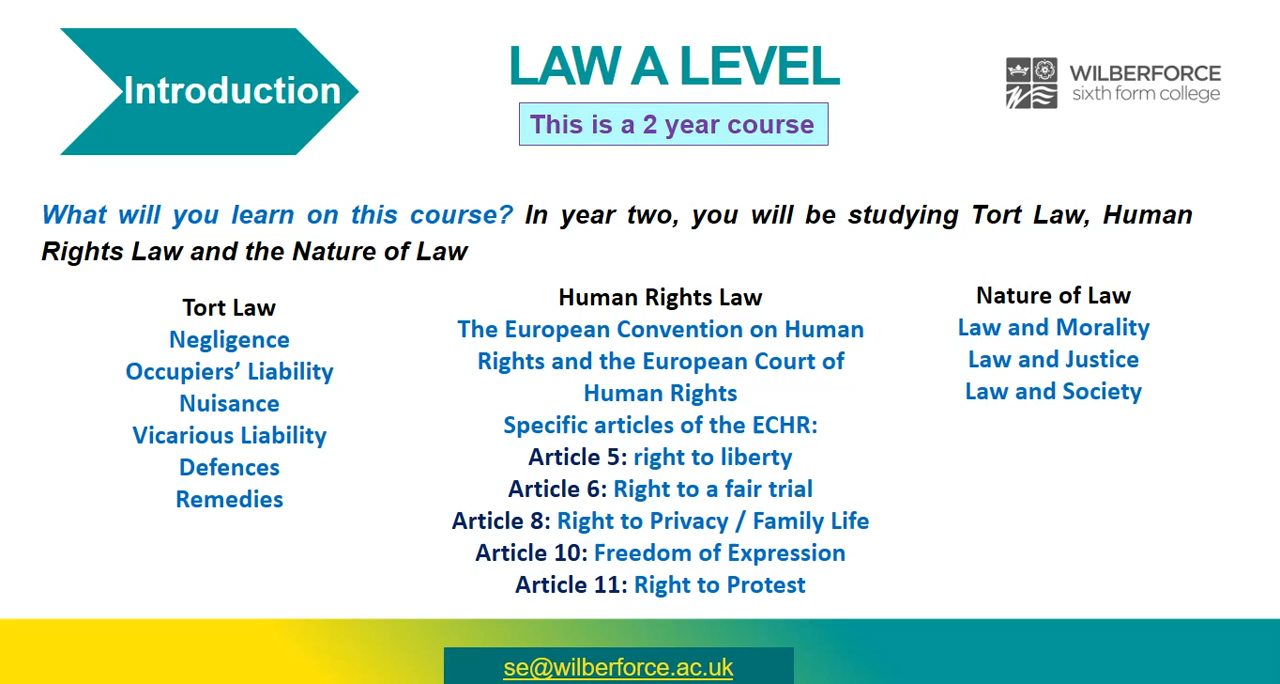 Introduction
LAW A LEVEL
This is a 2 year course
WILBERFORCE
sixth form college
What will you learn on this course? In year two, you will be studying Tort Law, Human
Rights Law and the Nature of Law
Tort Law
Negligence
Occupiers’ Liability
Nuisance
Vicarious Liability
Defences
Remedies
Human Rights Law
The European Convention on Human
Rights and the European Court of
Human Rights
Specific articles of the ECHR:
Article 5: right to liberty
Article 6: Right to a fair trial
Article 8: Right to Privacy / Family Life
Article 10: Freedom of Expression
Article 11: Right to Protest
Nature of Law
Law and Morality
Law and Justice
Law and Society
se@wilberforce.ac.uk